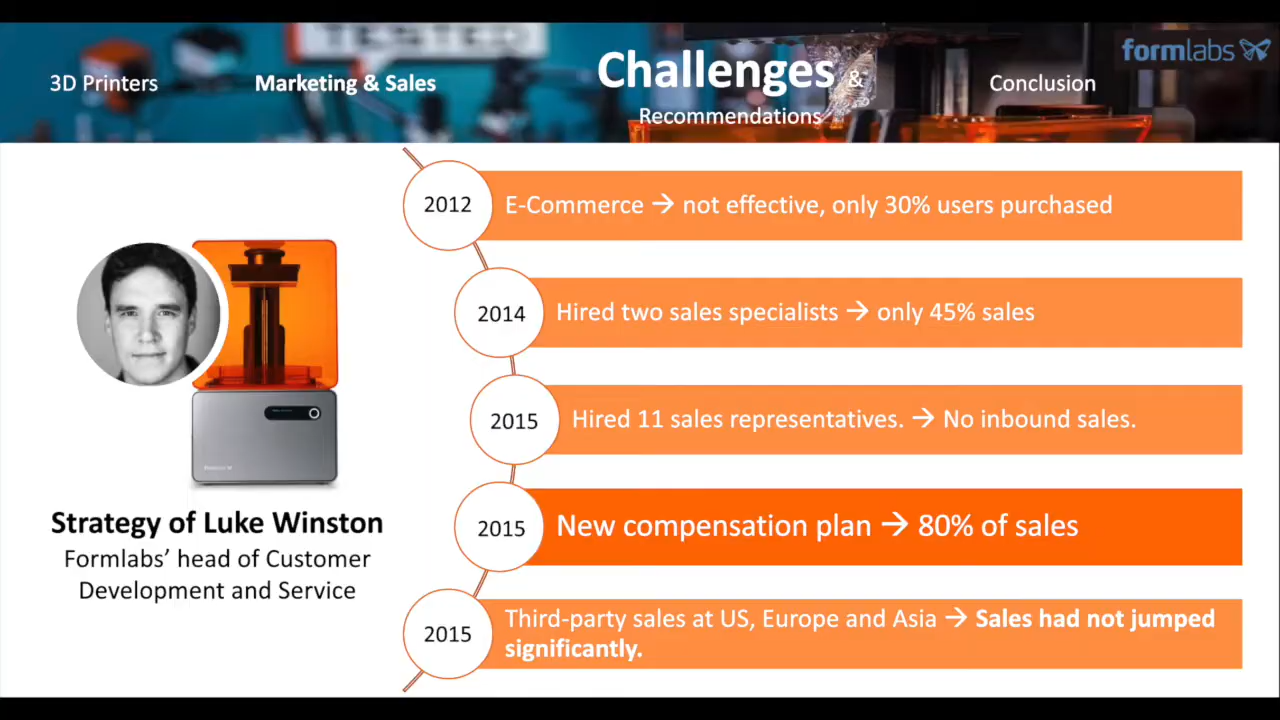 TESTED
formlabs
3D Printers
Marketing & Sales
Challenges &
Recommendations
Conclusion
2012
E-Commerce → not effective, only 30% users purchased
2014
Hired two sales specialists → only 45% sales
2015
Hired 11 sales representatives. → No inbound sales.
2015
New compensation plan → 80% of sales
2015
Third-party sales at US, Europe and Asia → Sales had not jumped
significantly.
Strategy of Luke Winston
Formlabs’ head of Customer
Development and Service